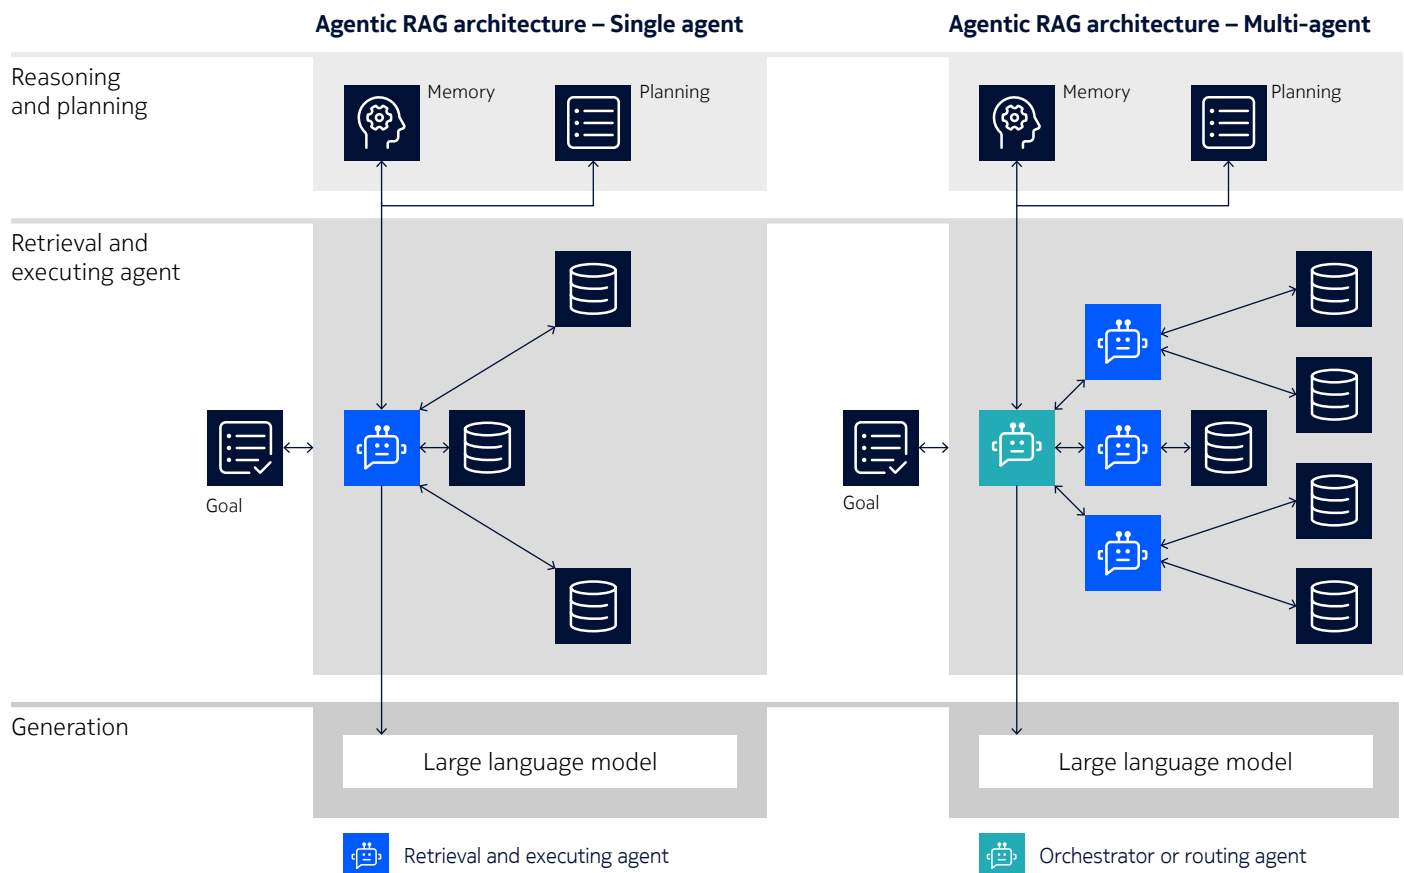 Agentic RAG architecture – Single agent
Agentic RAG architecture – Multi-agent
Reasoning
and planning
Memory
Planning
Memory
Planning
Retrieval and
executing agent
Goal
Goal
Generation
Large language model
Large language model
Retrieval and executing agent
Orchestrator or routing agent